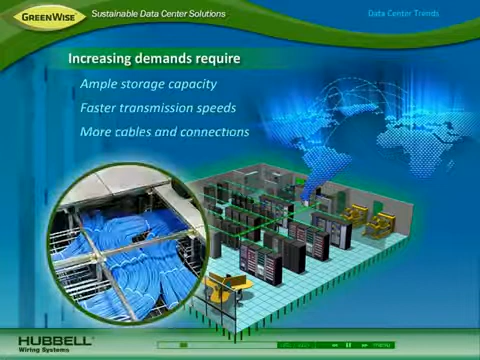 GREENWISE
Sustainable Data Center Solutions
Data Center Trends
Increasing demands require
Ample storage capacity
Faster transmission speeds
More cables and connections
HUBBELL
Wiring Systems
MENU